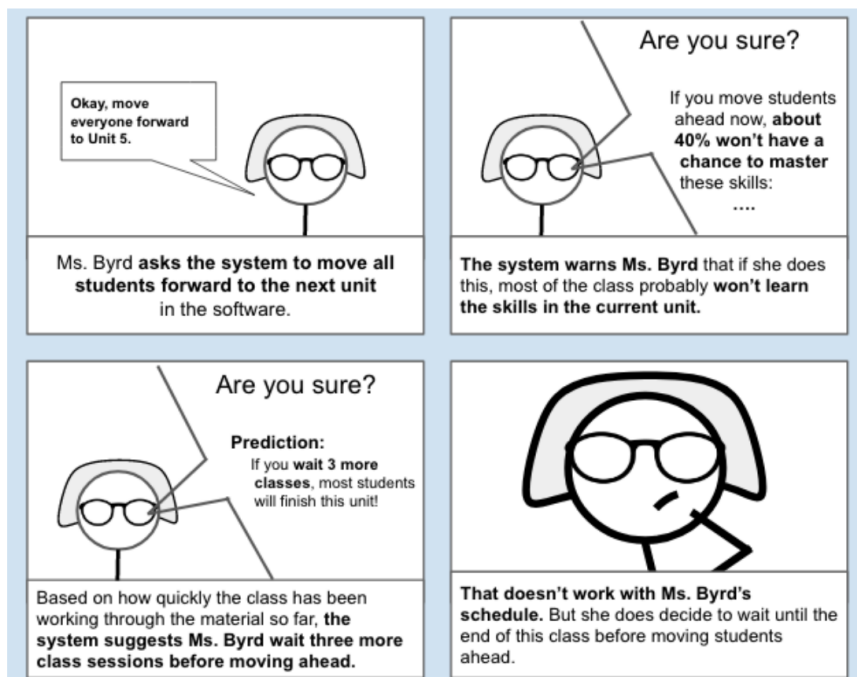 Okay, move
everyone forward
to Unit 5.
Ms. Byrd asks the system to move all
students forward to the next unit
in the software.
Are you sure?
If you move students
ahead now, about
40% won't have a
chance to master
these skills:
....
The system warns Ms. Byrd that if she does
this, most of the class probably won't learn
the skills in the current unit.
Are you sure?
Prediction:
If you wait 3 more
classes, most students
will finish this unit!
Based on how quickly the class has been
working through the material so far, the
system suggests Ms. Byrd wait three more
class sessions before moving ahead.
That doesn't work with Ms. Byrd's
schedule. But she does decide to wait until the
end of this class before moving students
ahead.